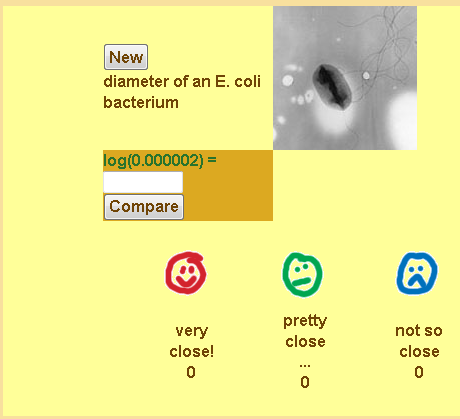 New
diameter of an E. coli
bacterium
log(0.000002) =
Compare
very
close!
0
pretty
close
...
0
not so
close
0